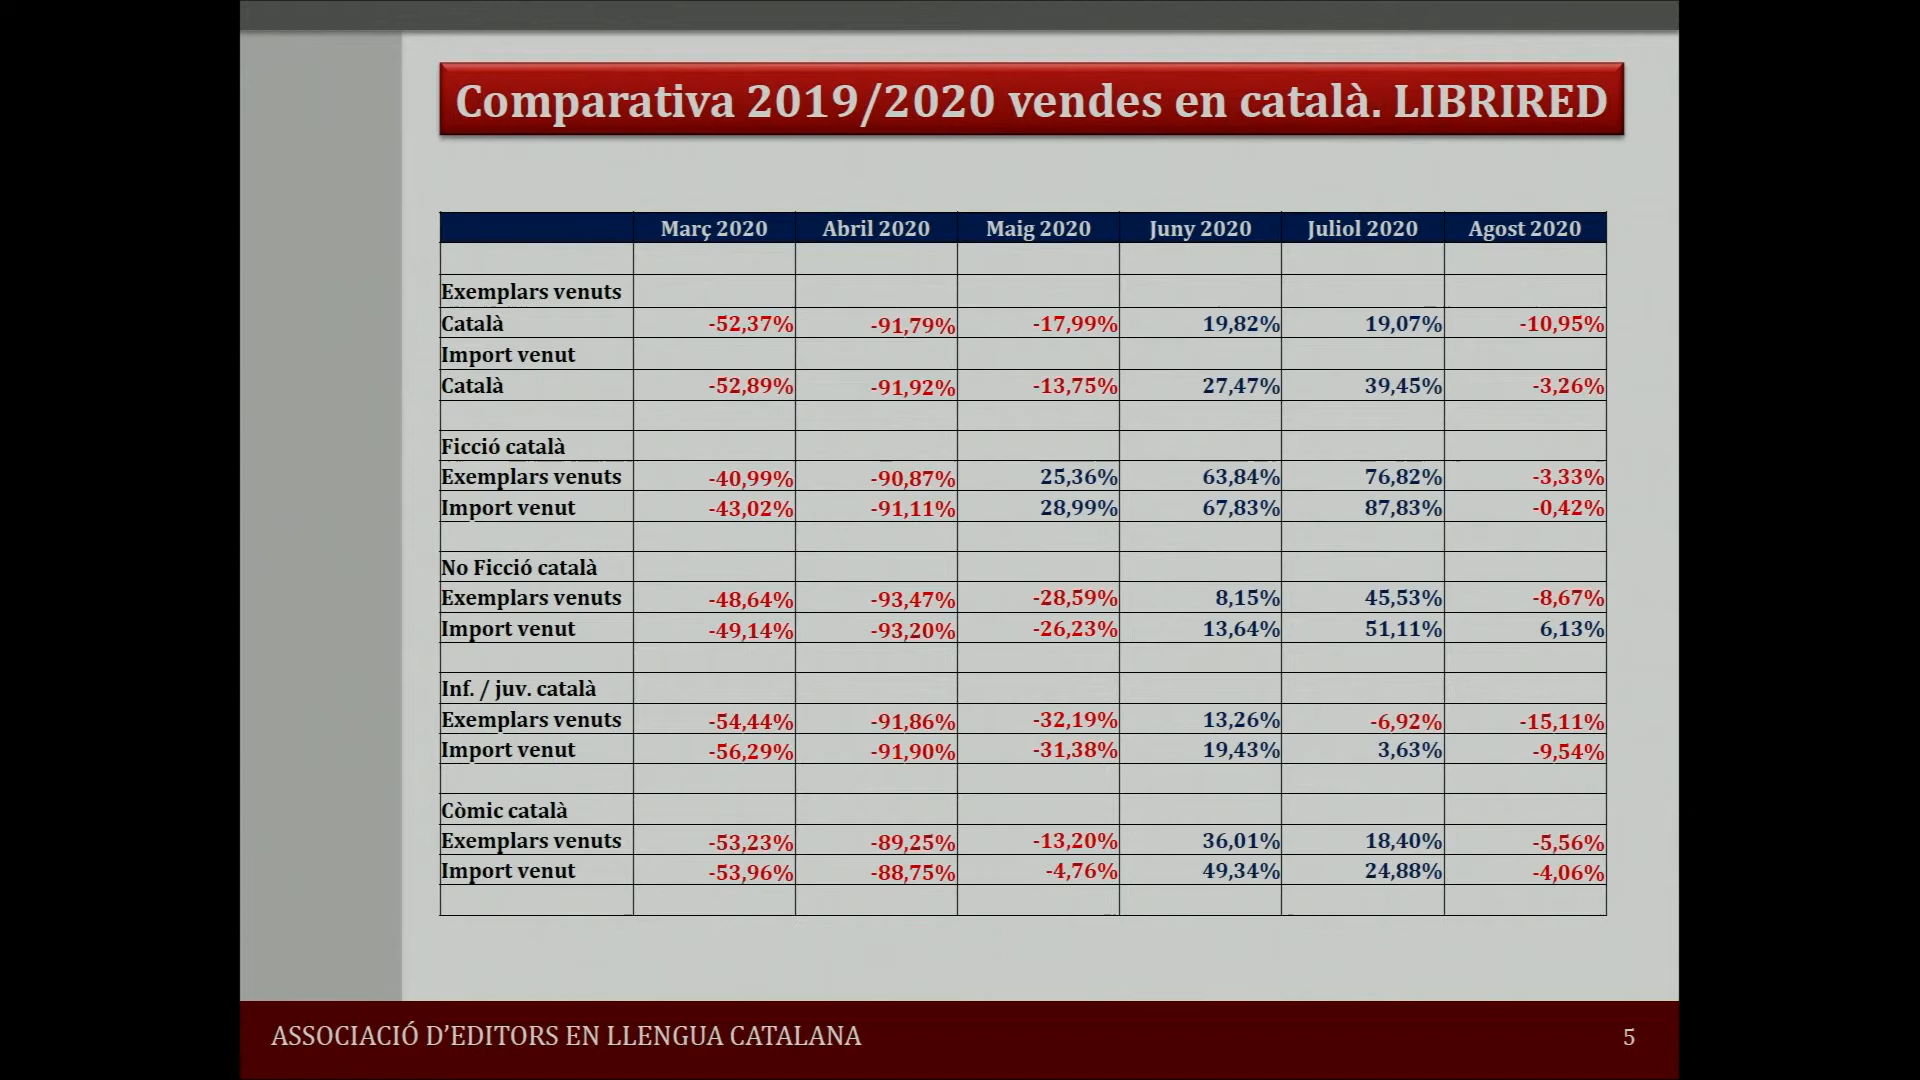 Comparativa 2019/2020 vendes en català. LIBRIRED
Març 2020 Abril 2020 Maig 2020 Juny 2020 Juliol 2020 Agost 2020
Exemplars venuts
Català -52,37% -91,79% -17,99% 19,82% 19,07% -10,95%
Import venut
Català -52,89% -91,92% -13,75% 27,47% 39,45% -3,26%
Ficció català
Exemplars venuts -40,99% -90,87% 25,36% 63,84% 76,82% -3,33%
Import venut -43,02% -91,11% 28,99% 67,83% 87,83% -0,42%
No Ficció català
Exemplars venuts -48,64% -93,47% -28,59% 8,15% 45,53% -8,67%
Import venut -49,14% -93,20% -26,23% 13,64% 51,11% 6,13%
Inf. / juv. català
Exemplars venuts -54,44% -91,86% -32,19% 13,26% -6,92% -15,11%
Import venut -56,29% -91,90% -31,38% 19,43% 3,63% -9,54%
Còmic català
Exemplars venuts -53,23% -89,25% -13,20% 36,01% 18,40% -5,56%
Import venut -53,96% -88,75% -4,76% 49,34% 24,88% -4,06%
ASSOCIACIÓ D’EDITORS EN LLENGUA CATALANA 5